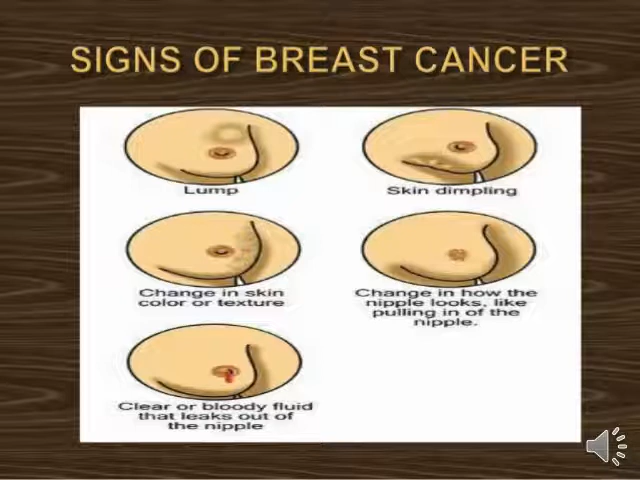 SIGNS OF BREAST CANCER
Lump
Skin dimpling
Change in skin
color or texture
Change in how the
nipple looks, like
pulling in of the
nipple.
Clear or bloody fluid
that leaks out of
the nipple